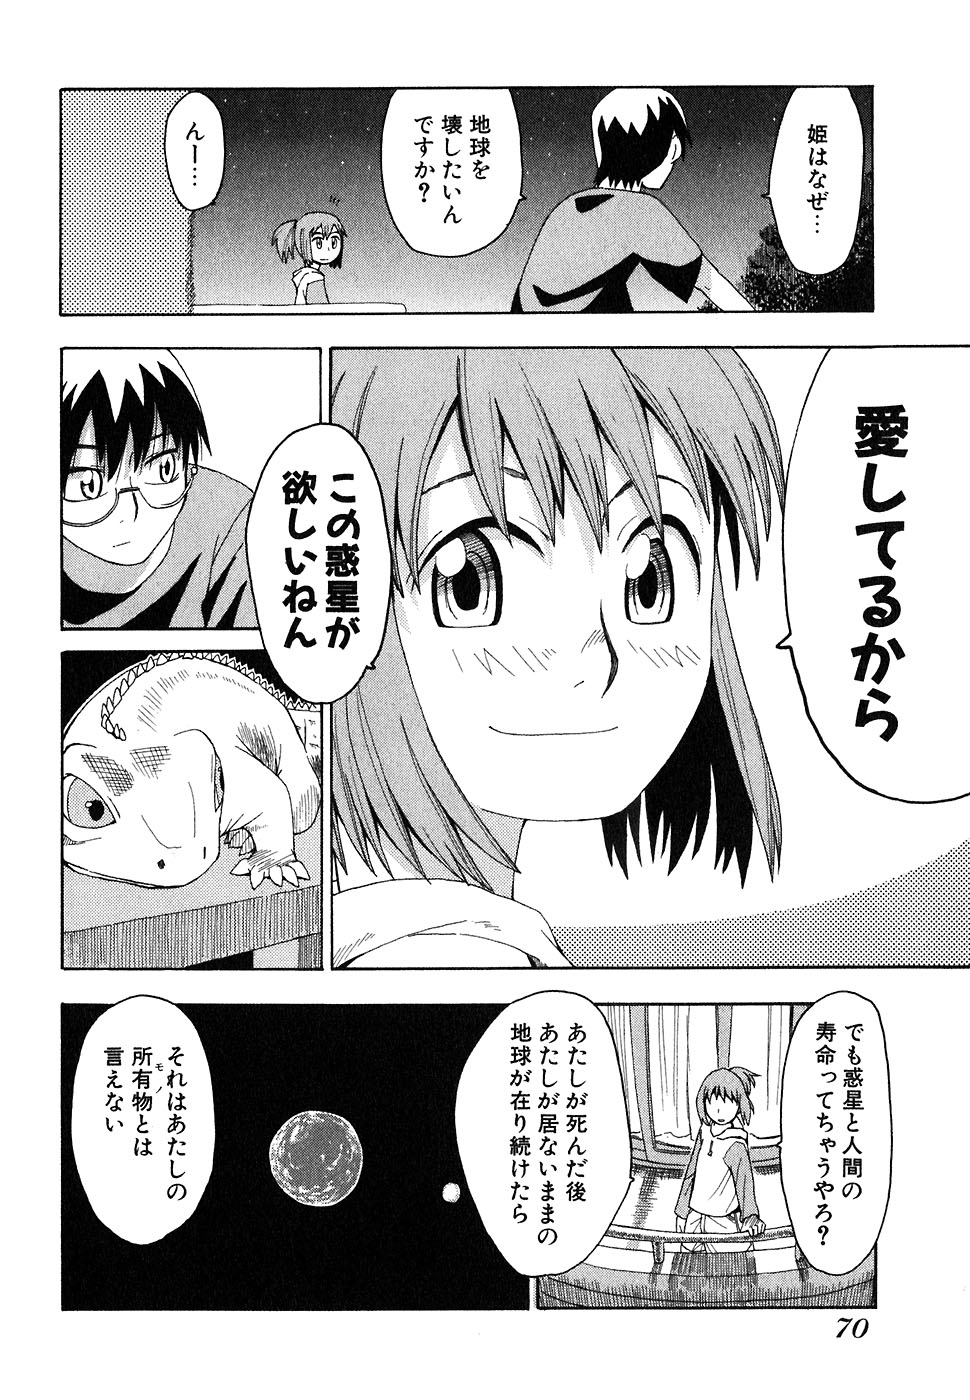 姫はなぜ…
地球を
壊したいん
ですか？
んー…
愛してるから
この惑星が
欲しいねん
でも惑星と人間の
寿命ってちゃうやろ？
あたしが死んだ後
あたしが居ないままの
地球が在り続けたら
それはあたしの
所有物とは
モノ
言えない
70